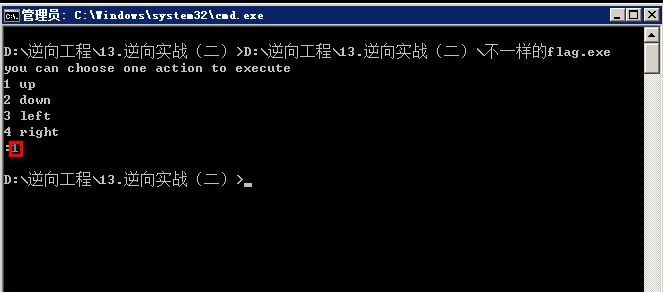 管理员: C:\Windows\system32\cmd.exe
D:\逆向工程\13.逆向实战（二）>D:\逆向工程\13.逆向实战（二）\不一样的flag.exe
you can choose one action to execute
1 up
2 down
3 left
4 right
:1
D:\逆向工程\13.逆向实战（二）>_